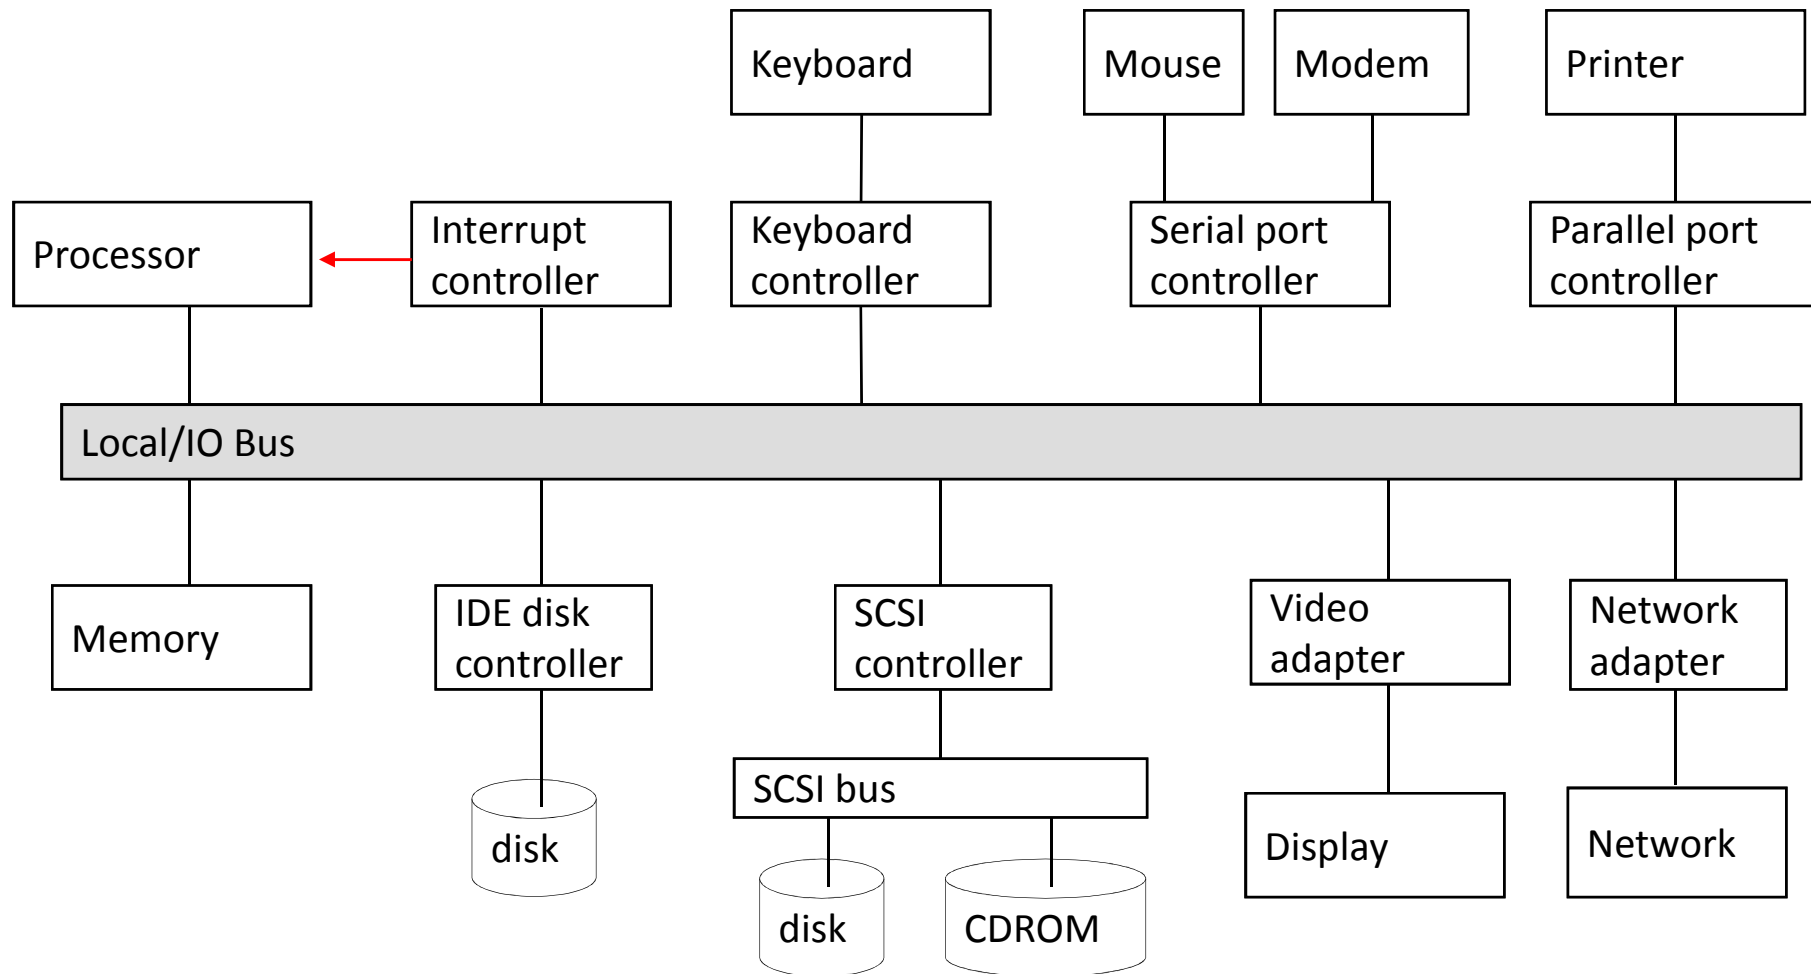 Keyboard
Mouse
Modem
Printer
Processor
Interrupt
controller
Keyboard
controller
Serial port
controller
Parallel port
controller
Local/IO Bus
Memory
IDE disk
controller
SCSI
controller
Video
adapter
Network
adapter
SCSI bus
disk
Display
Network
disk
CDROM